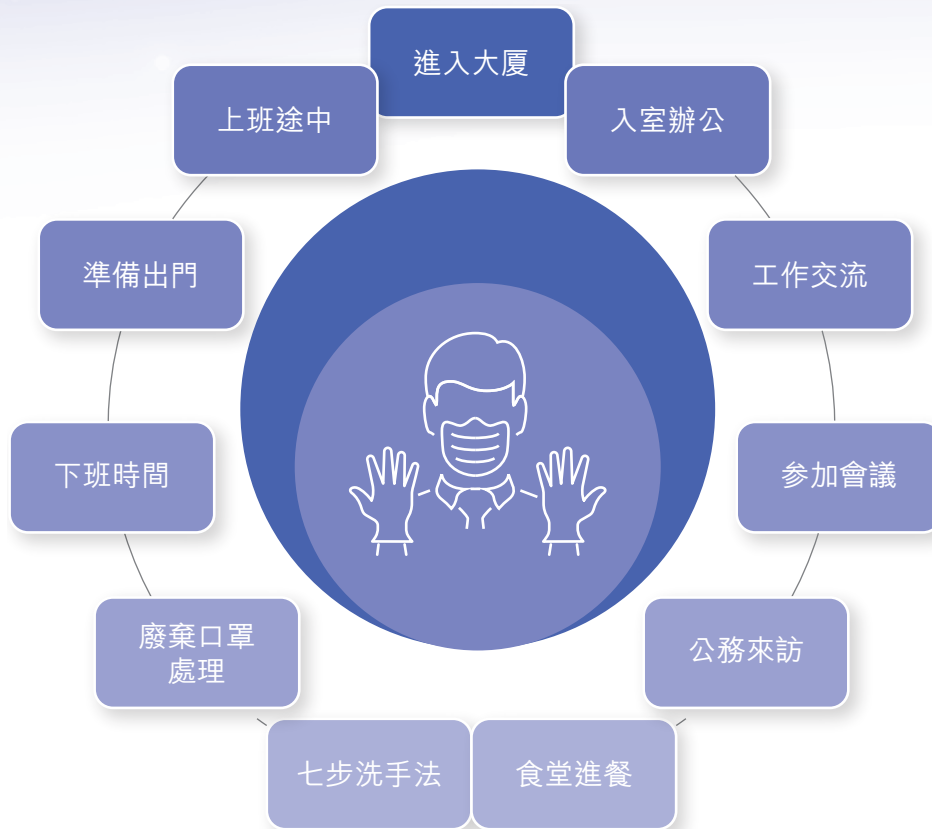 進入大厦
入室辦公
工作交流
参加會議
公務來訪
食堂進餐
七步洗手法
廢棄口罩
處理
下班時間
準備出門
上班途中